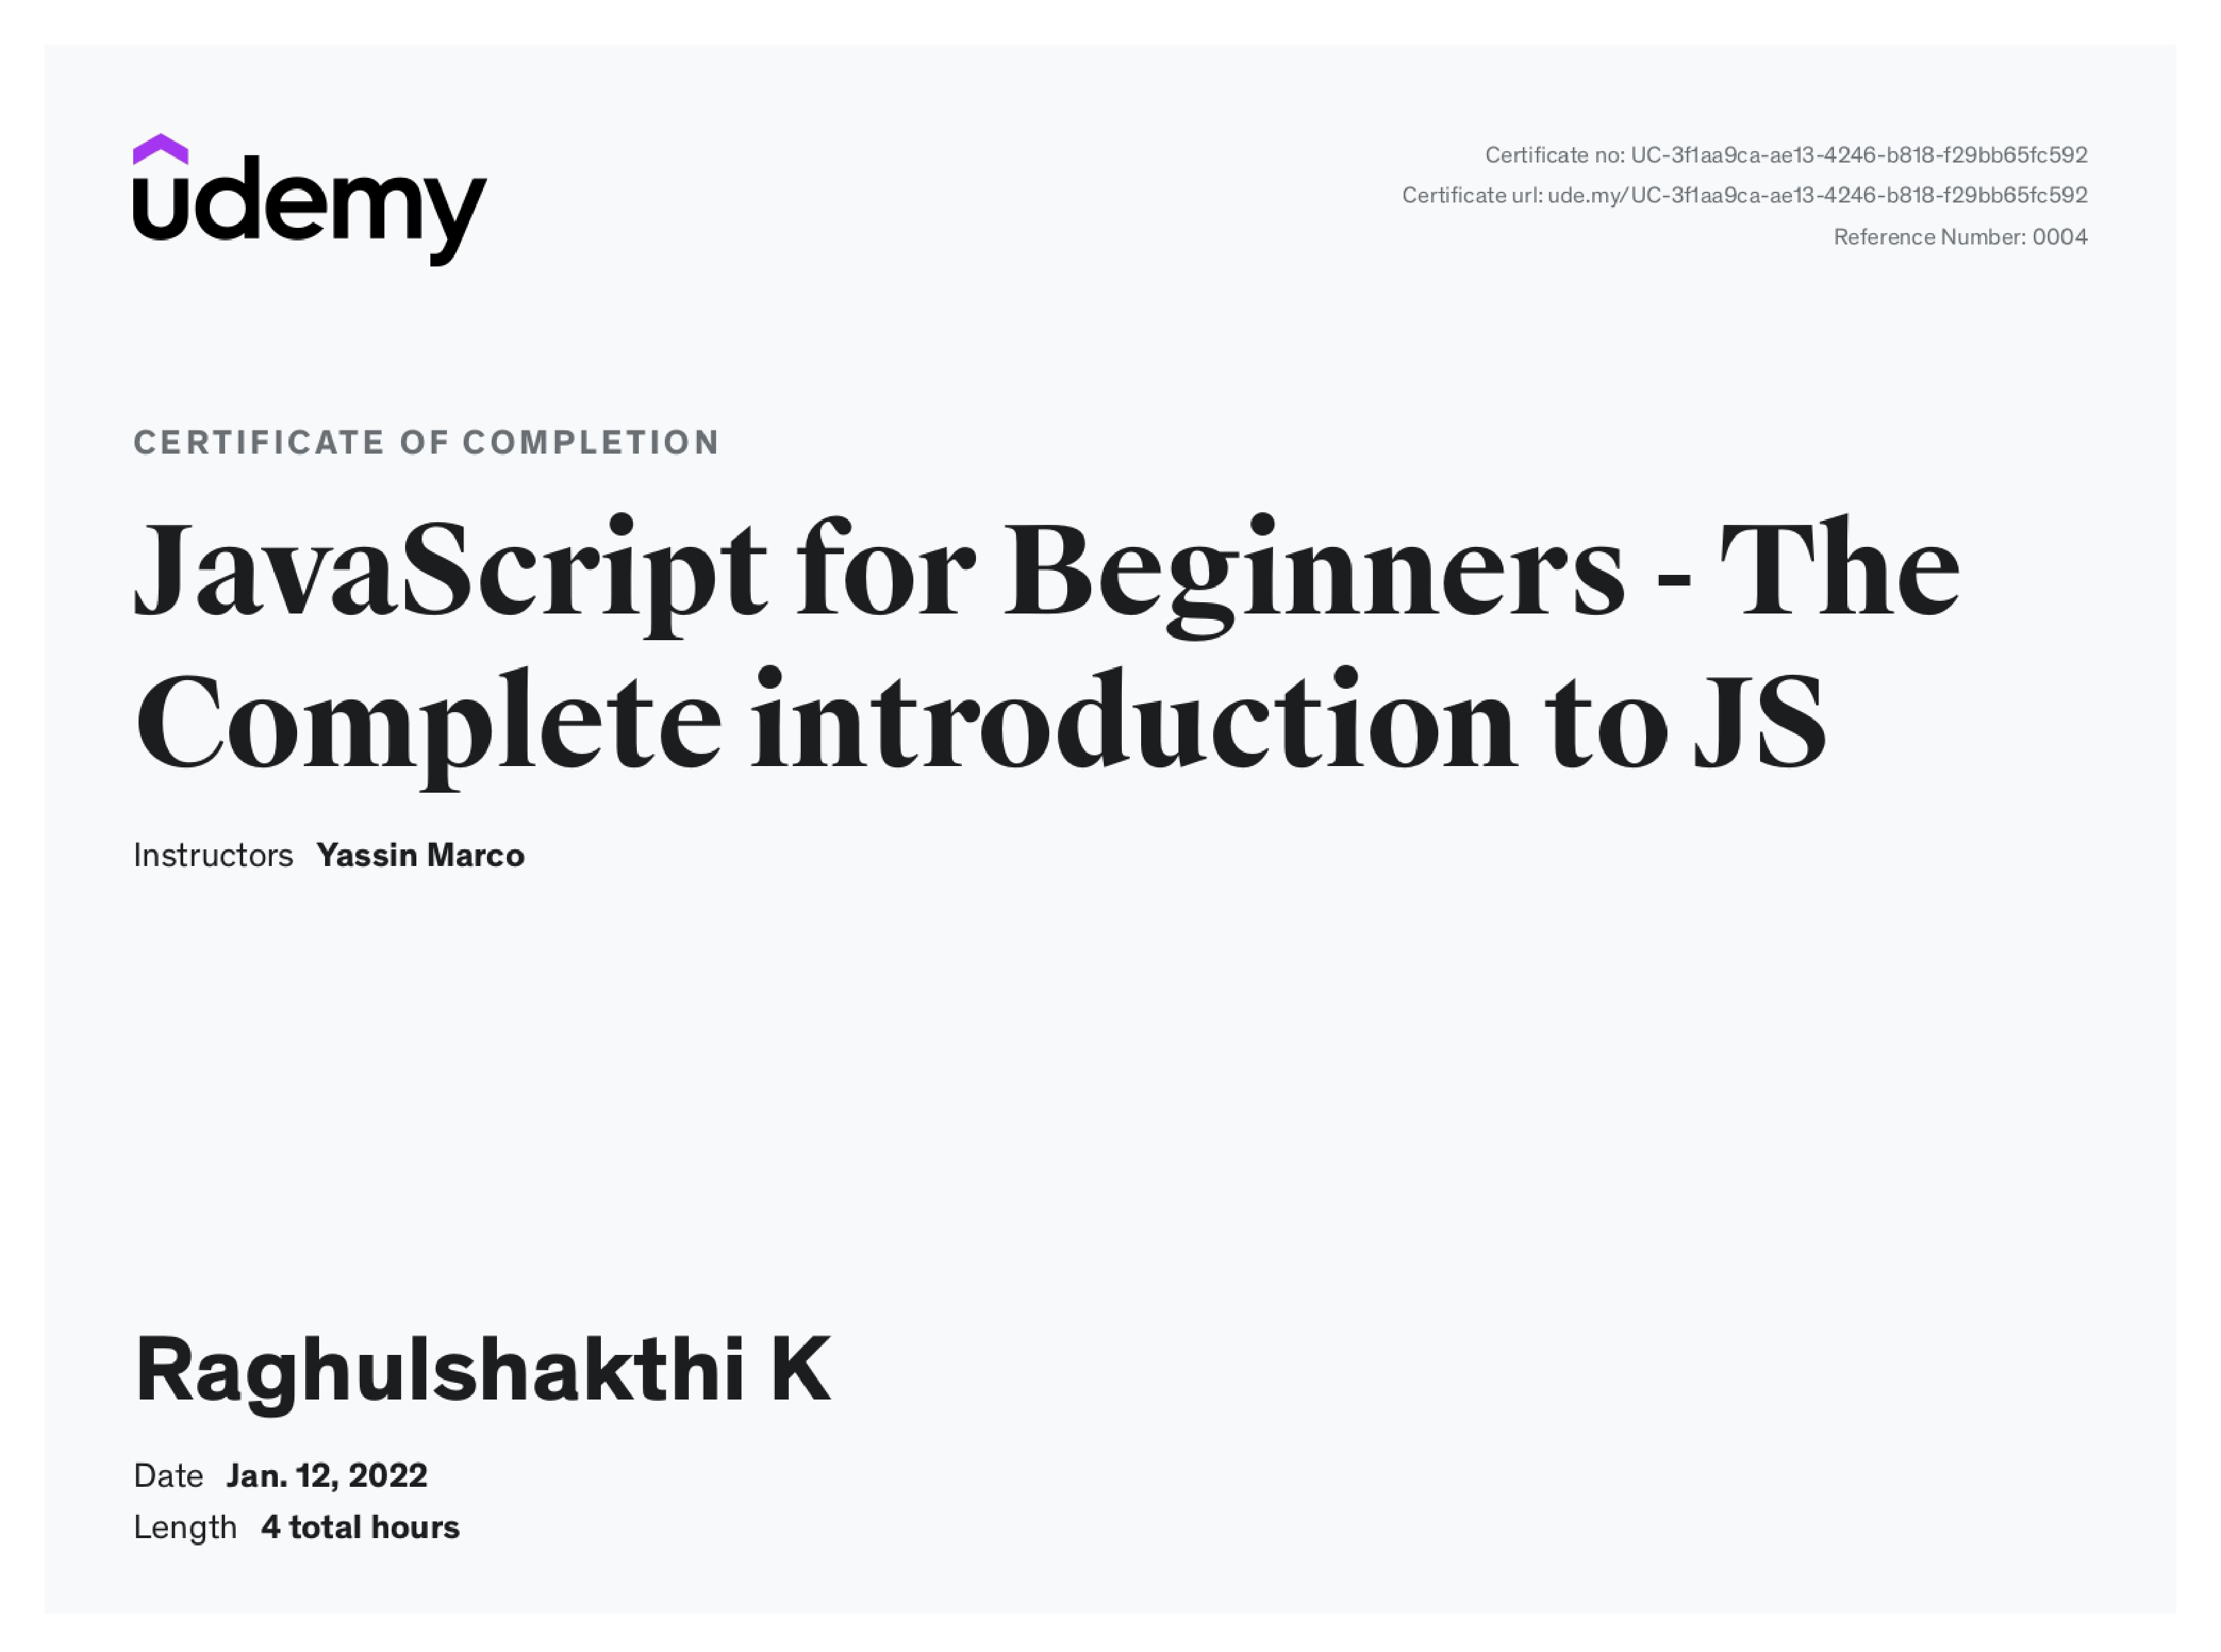 udemy
Certificate no: UC-3f1aa9ca-ae13-4246-b818-f29bb65fc592
Certificate url: ude.my/UC-3f1aa9ca-ae13-4246-b818-f29bb65fc592
Reference Number: 0004
CERTIFICATE OF COMPLETION
JavaScript for Beginners - The
Complete introduction to JS
Instructors Yassin Marco
Raghulshakthi K
Date Jan. 12, 2022
Length 4 total hours